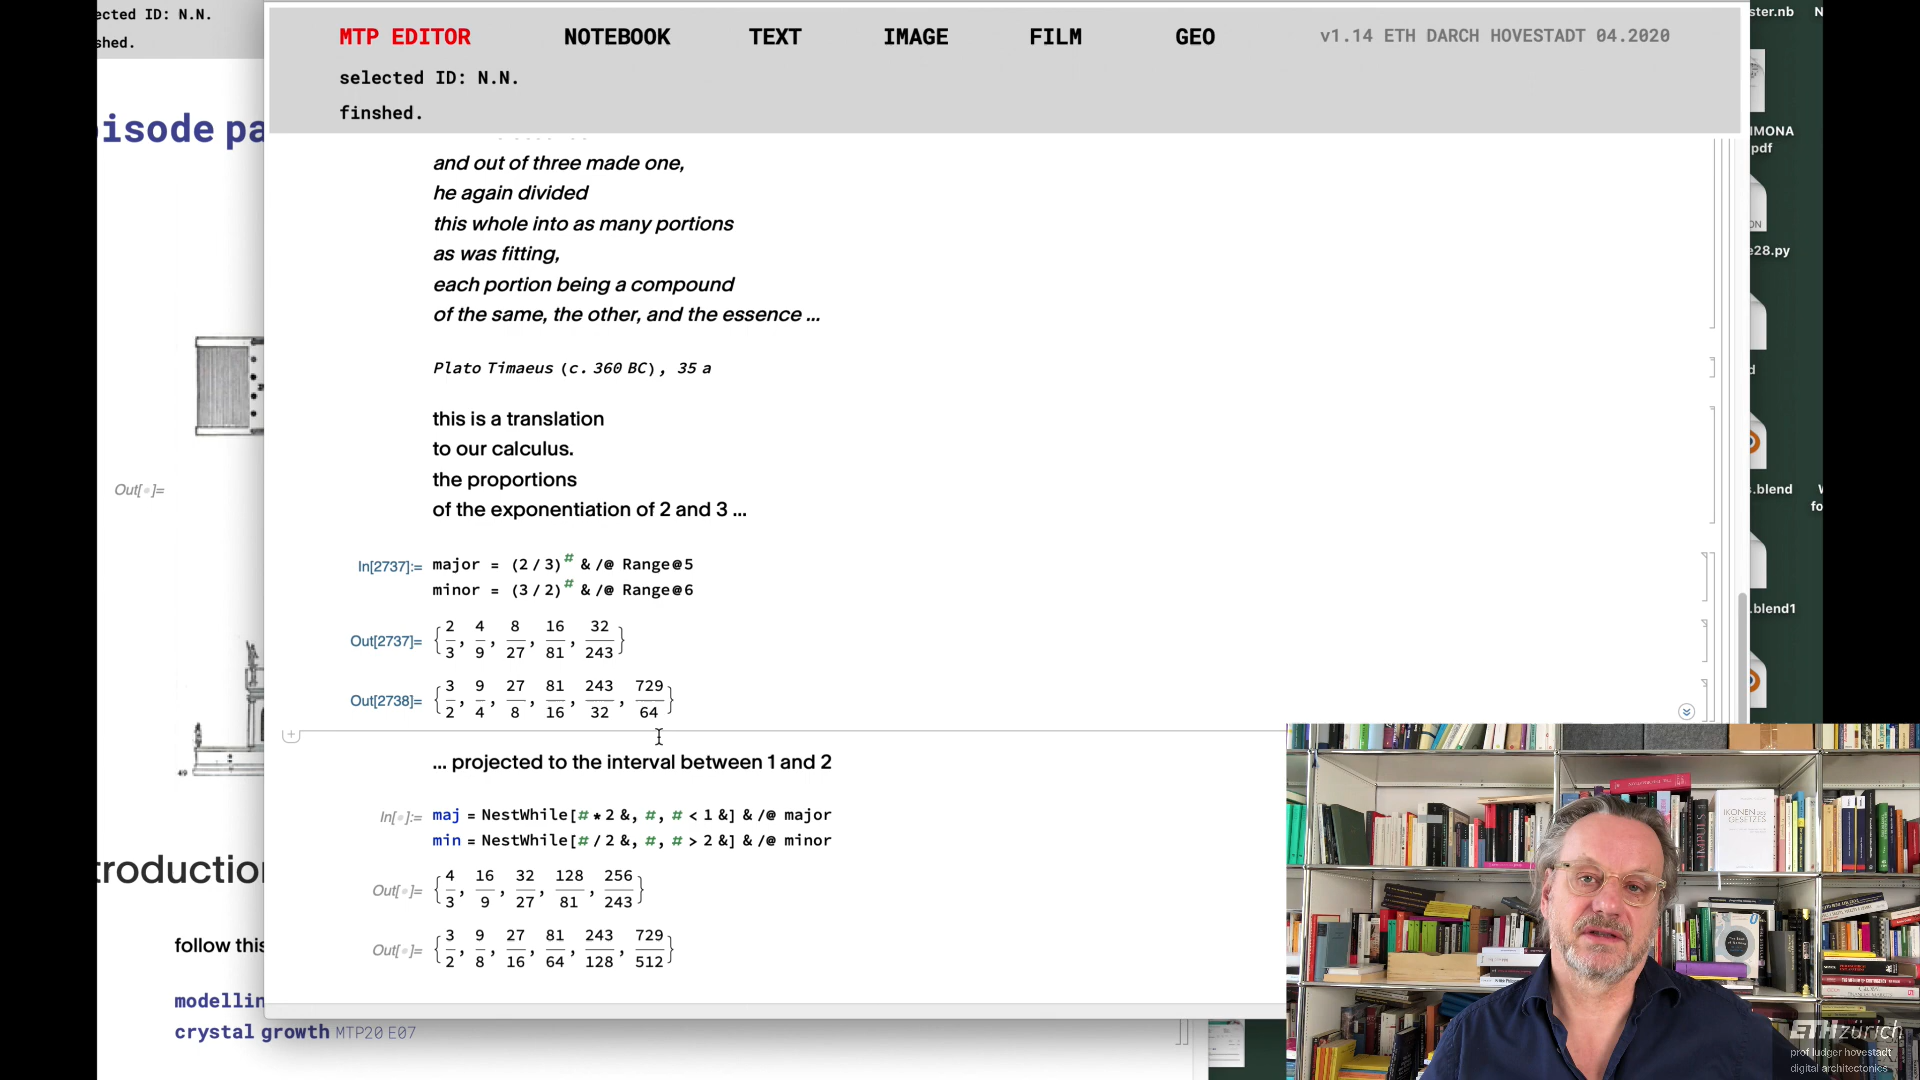 ected ID: N.N.
shed.
isode pa
Out[•]=
troduction
follow this
modellin
crystal growth MTP20 E07
MTP EDITOR NOTEBOOK TEXT IMAGE FILM GEO v1.14 ETH DARCH HOVESTADT 04.2020
selected ID: N.N.
finshed.
and out of three made one,
he again divided
this whole into as many portions
as was fitting,
each portion being a compound
of the same, the other, and the essence ...
Plato Timaeus (c. 360 BC), 35 a
this is a translation
to our calculus.
the proportions
of the exponentiation of 2 and 3 ...
In[2737]:= major = (2 / 3)^# & /@ Range@5
minor = (3 / 2)^# & /@ Range@6
Out[2737]= {2/3, 4/9, 8/27, 16/81, 32/243}
Out[2738]= {3/2, 9/4, 27/8, 81/16, 243/32, 729/64}
... projected to the interval between 1 and 2
In[•]:= maj = NestWhile[# * 2 &, #, # < 1 &] & /@ major
min = NestWhile[# / 2 &, #, # > 2 &] & /@ minor
Out[•]= {4/3, 16/9, 32/27, 128/81, 256/243}
Out[•]= {3/2, 9/8, 27/16, 81/64, 243/128, 729/512}
ster.nb
IMONA
pdf
ON
e28.py
d
s.blend
fo
.blend1
IKONEN DES
GESETZES
IMPULS
ETH zürich
prof ludger hovestadt
digital architectonics